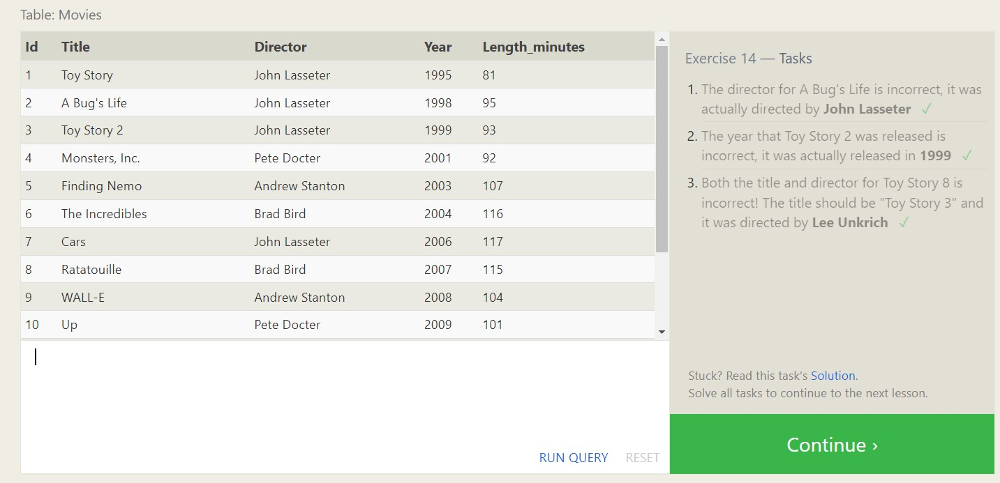 Table: Movies
Id Title Director Year Length_minutes
1 Toy Story John Lasseter 1995 81
2 A Bug's Life John Lasseter 1998 95
3 Toy Story 2 John Lasseter 1999 93
4 Monsters, Inc. Pete Docter 2001 92
5 Finding Nemo Andrew Stanton 2003 107
6 The Incredibles Brad Bird 2004 116
7 Cars John Lasseter 2006 117
8 Ratatouille Brad Bird 2007 115
9 WALL-E Andrew Stanton 2008 104
10 Up Pete Docter 2009 101
RUN QUERY RESET
Exercise 14 — Tasks
1. The director for A Bug's Life is incorrect, it was
actually directed by John Lasseter ✓
2. The year that Toy Story 2 was released is
incorrect, it was actually released in 1999 ✓
3. Both the title and director for Toy Story 8 is
incorrect! The title should be "Toy Story 3" and
it was directed by Lee Unkrich ✓
Stuck? Read this task's Solution.
Solve all tasks to continue to the next lesson.
Continue ›